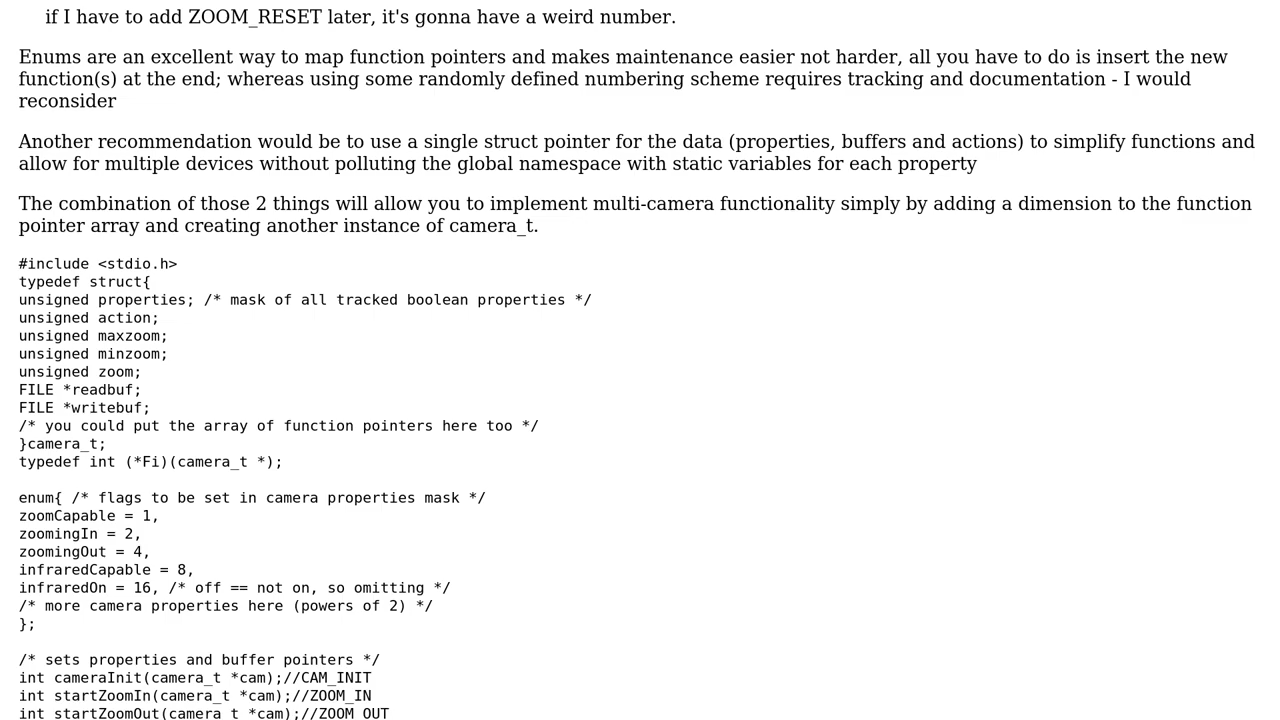 if I have to add ZOOM_RESET later, it's gonna have a weird number.
Enums are an excellent way to map function pointers and makes maintenance easier not harder, all you have to do is insert the new
function(s) at the end; whereas using some randomly defined numbering scheme requires tracking and documentation - I would
reconsider
Another recommendation would be to use a single struct pointer for the data (properties, buffers and actions) to simplify functions and
allow for multiple devices without polluting the global namespace with static variables for each property
The combination of those 2 things will allow you to implement multi-camera functionality simply by adding a dimension to the function
pointer array and creating another instance of camera_t.
#include <stdio.h>
typedef struct{
unsigned properties; /* mask of all tracked boolean properties */
unsigned action;
unsigned maxzoom;
unsigned minzoom;
unsigned zoom;
FILE *readbuf;
FILE *writebuf;
/* you could put the array of function pointers here too */
}camera_t;
typedef int (*Fi)(camera_t *);
enum{ /* flags to be set in camera properties mask */
zoomCapable = 1,
zoomingIn = 2,
zoomingOut = 4,
infraredCapable = 8,
infraredOn = 16, /* off == not on, so omitting */
/* more camera properties here (powers of 2) */
};
/* sets properties and buffer pointers */
int cameraInit(camera_t *cam);//CAM_INIT
int startZoomIn(camera_t *cam);//ZOOM_IN
int startZoomOut(camera_t *cam);//ZOOM_OUT